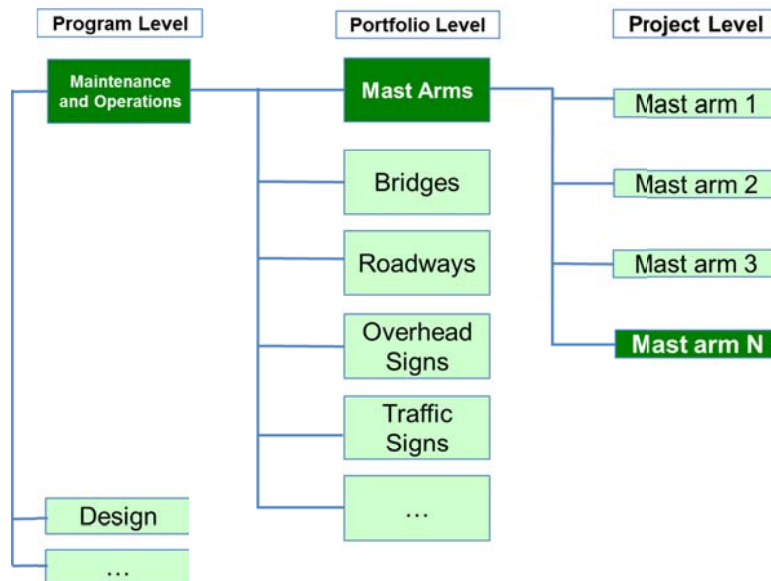 Program Level
Portfolio Level
Project Level
Maintenance
and Operations
Mast Arms
Mast arm 1
Bridges
Mast arm 2
Roadways
Mast arm 3
Overhead
Signs
Mast arm N
Traffic
Signs
Design
…
…